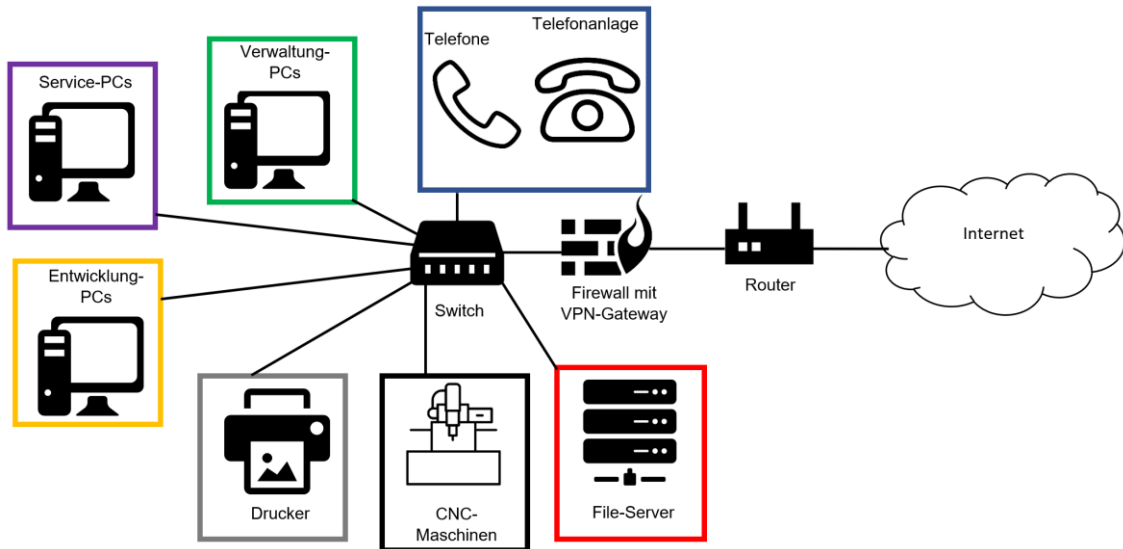 Telefone
Telefonanlage
Verwaltung-
PCs
Service-PCs
Internet
Entwicklung-
PCs
Switch
Firewall mit
VPN-Gateway
Router
Drucker
CNC-
Maschinen
File-Server